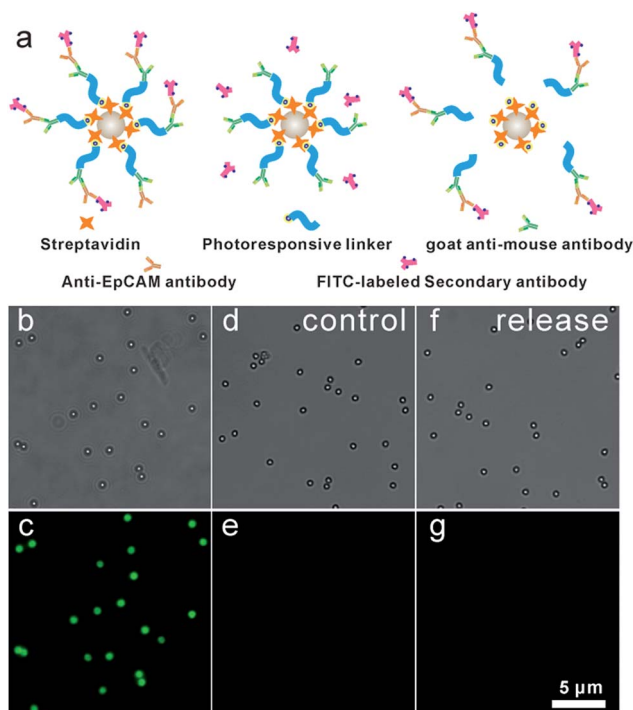 a
Streptavidin Photoresponsive linker goat anti-mouse antibody
Anti-EpCAM antibody FITC-labeled Secondary antibody
b d control f release
c e g
5 µm